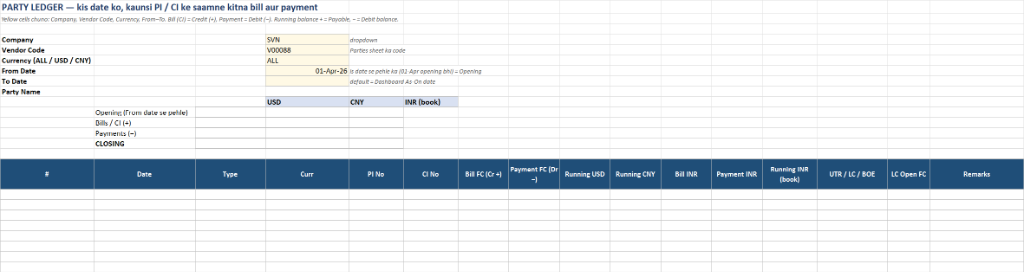 PARTY LEDGER — kis date ko, kaunsi PI / CI ke saamne kitna bill aur payment
Yellow cells chuno: Company, Vendor Code, Currency, From–To. Bill (CI) = Credit (+), Payment = Debit (−). Running balance + = Payable, − = Debit balance.
Company SVN dropdown
Vendor Code V00088 Parties sheet ka code
Currency (ALL / USD / CNY) ALL
From Date 01-Apr-26 is date se pehle ka (01-Apr opening bhi) = Opening
To Date default = Dashboard As On date
Party Name
USD CNY INR (book)
Opening (From date se pehle)
Bills / CI (+)
Payments (−)
CLOSING
# Date Type Curr PI No CI No Bill FC (Cr +) Payment FC (Dr −) Running USD Running CNY Bill INR Payment INR Running INR (book) UTR / LC / BOE LC Open FC Remarks